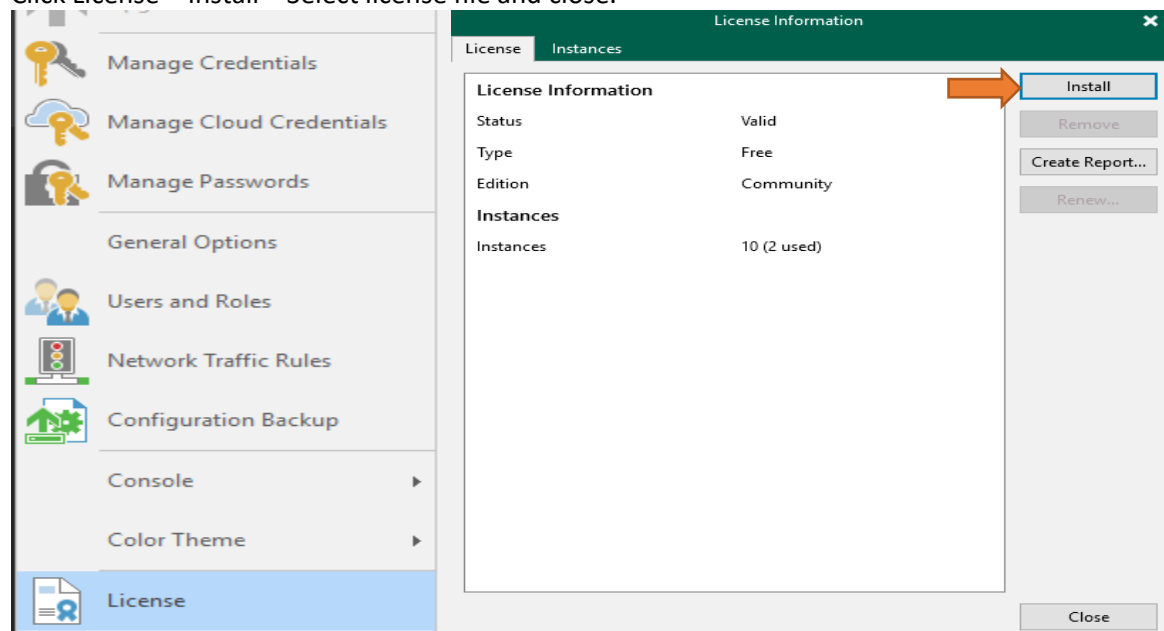 License Information
License Instances
Manage Credentials
Manage Cloud Credentials
Manage Passwords
General Options
Users and Roles
Network Traffic Rules
Configuration Backup
Console
Color Theme
License
License Information
Status Valid
Type Free
Edition Community
Instances
Instances 10 (2 used)
Install
Remove
Create Report...
Renew...
Close